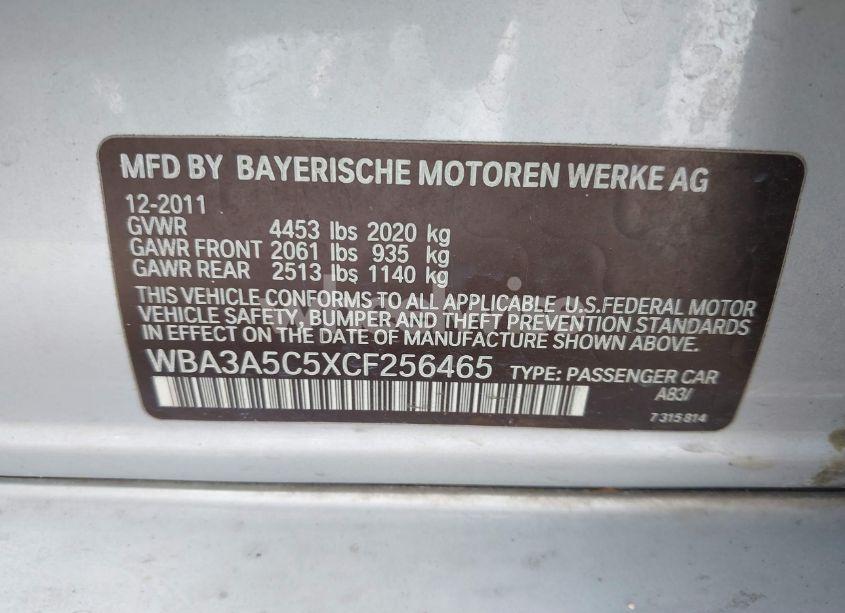 MFD BY BAYERISCHE MOTOREN WERKE AG
12-2011
GVWR 4453 lbs 2020 kg
GAWR FRONT 2061 lbs 935 kg
GAWR REAR 2513 lbs 1140 kg
THIS VEHICLE CONFORMS TO ALL APPLICABLE U.S.FEDERAL MOTOR
VEHICLE SAFETY, BUMPER AND THEFT PREVENTION STANDARDS
IN EFFECT ON THE DATE OF MANUFACTURE SHOWN ABOVE.
WBA3A5C5XCF256465 TYPE: PASSENGER CAR
A83/
7 315 814